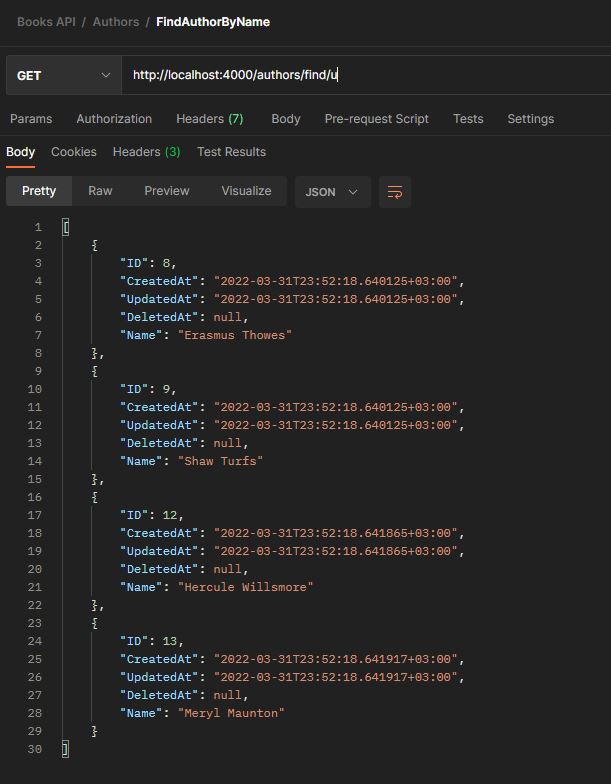 Books API / Authors / FindAuthorByName
GET http://localhost:4000/authors/find/u
Params Authorization Headers (7) Body Pre-request Script Tests Settings
Body Cookies Headers (3) Test Results
Pretty Raw Preview Visualize JSON
1 [
2 {
3 "ID": 8,
4 "CreatedAt": "2022-03-31T23:52:18.640125+03:00",
5 "UpdatedAt": "2022-03-31T23:52:18.640125+03:00",
6 "DeletedAt": null,
7 "Name": "Erasmus Thowes"
8 },
9 {
10 "ID": 9,
11 "CreatedAt": "2022-03-31T23:52:18.640125+03:00",
12 "UpdatedAt": "2022-03-31T23:52:18.640125+03:00",
13 "DeletedAt": null,
14 "Name": "Shaw Turfs"
15 },
16 {
17 "ID": 12,
18 "CreatedAt": "2022-03-31T23:52:18.641865+03:00",
19 "UpdatedAt": "2022-03-31T23:52:18.641865+03:00",
20 "DeletedAt": null,
21 "Name": "Hercule Willsmore"
22 },
23 {
24 "ID": 13,
25 "CreatedAt": "2022-03-31T23:52:18.641917+03:00",
26 "UpdatedAt": "2022-03-31T23:52:18.641917+03:00",
27 "DeletedAt": null,
28 "Name": "Meryl Maunton"
29 }
30 ]